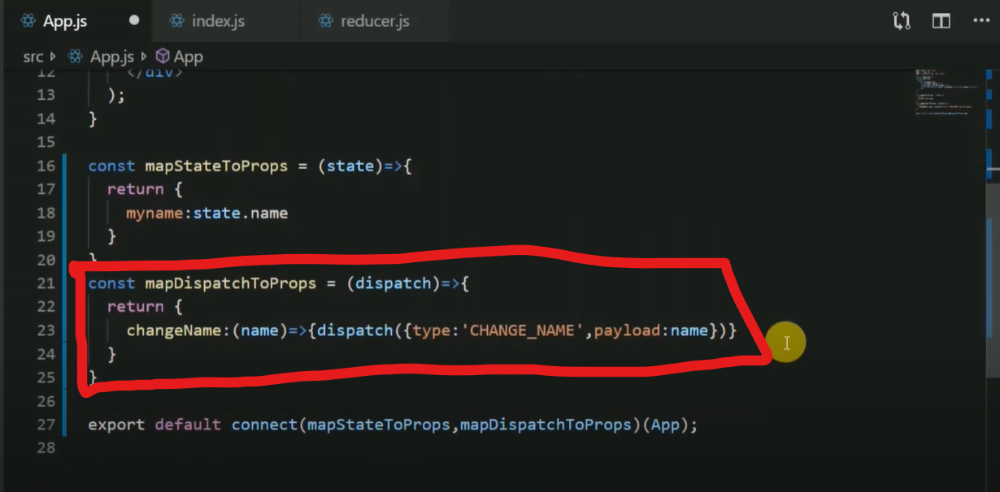 App.js
index.js
reducer.js
src App.js App
12 </div>
13 );
14 }
15
16 const mapStateToProps = (state)=>{
17 return {
18 myname:state.name
19 }
20 }
21 const mapDispatchToProps = (dispatch)=>{
22 return {
23 changeName:(name)=>{dispatch({type:'CHANGE_NAME',payload:name})}
24 }
25 }
26
27 export default connect(mapStateToProps,mapDispatchToProps)(App);
28